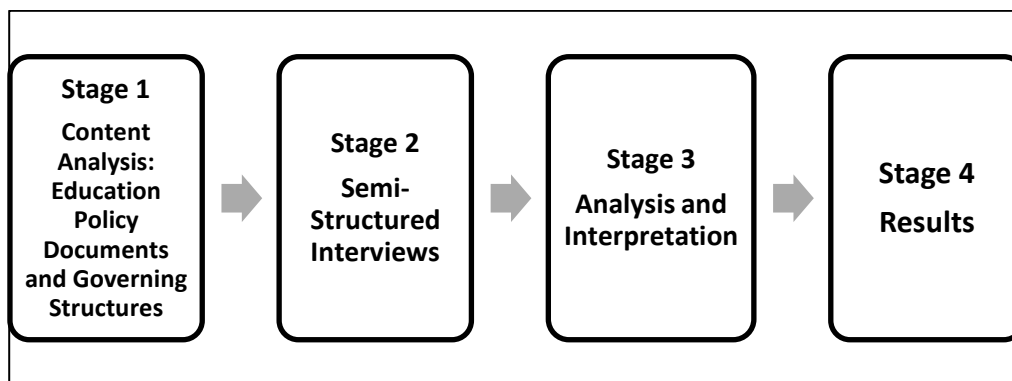 Stage 1
Content
Analysis:
Education
Policy
Documents
and Governing
Structures
Stage 2
Semi-
Structured
Interviews
Stage 3
Analysis and
Interpretation
Stage 4
Results